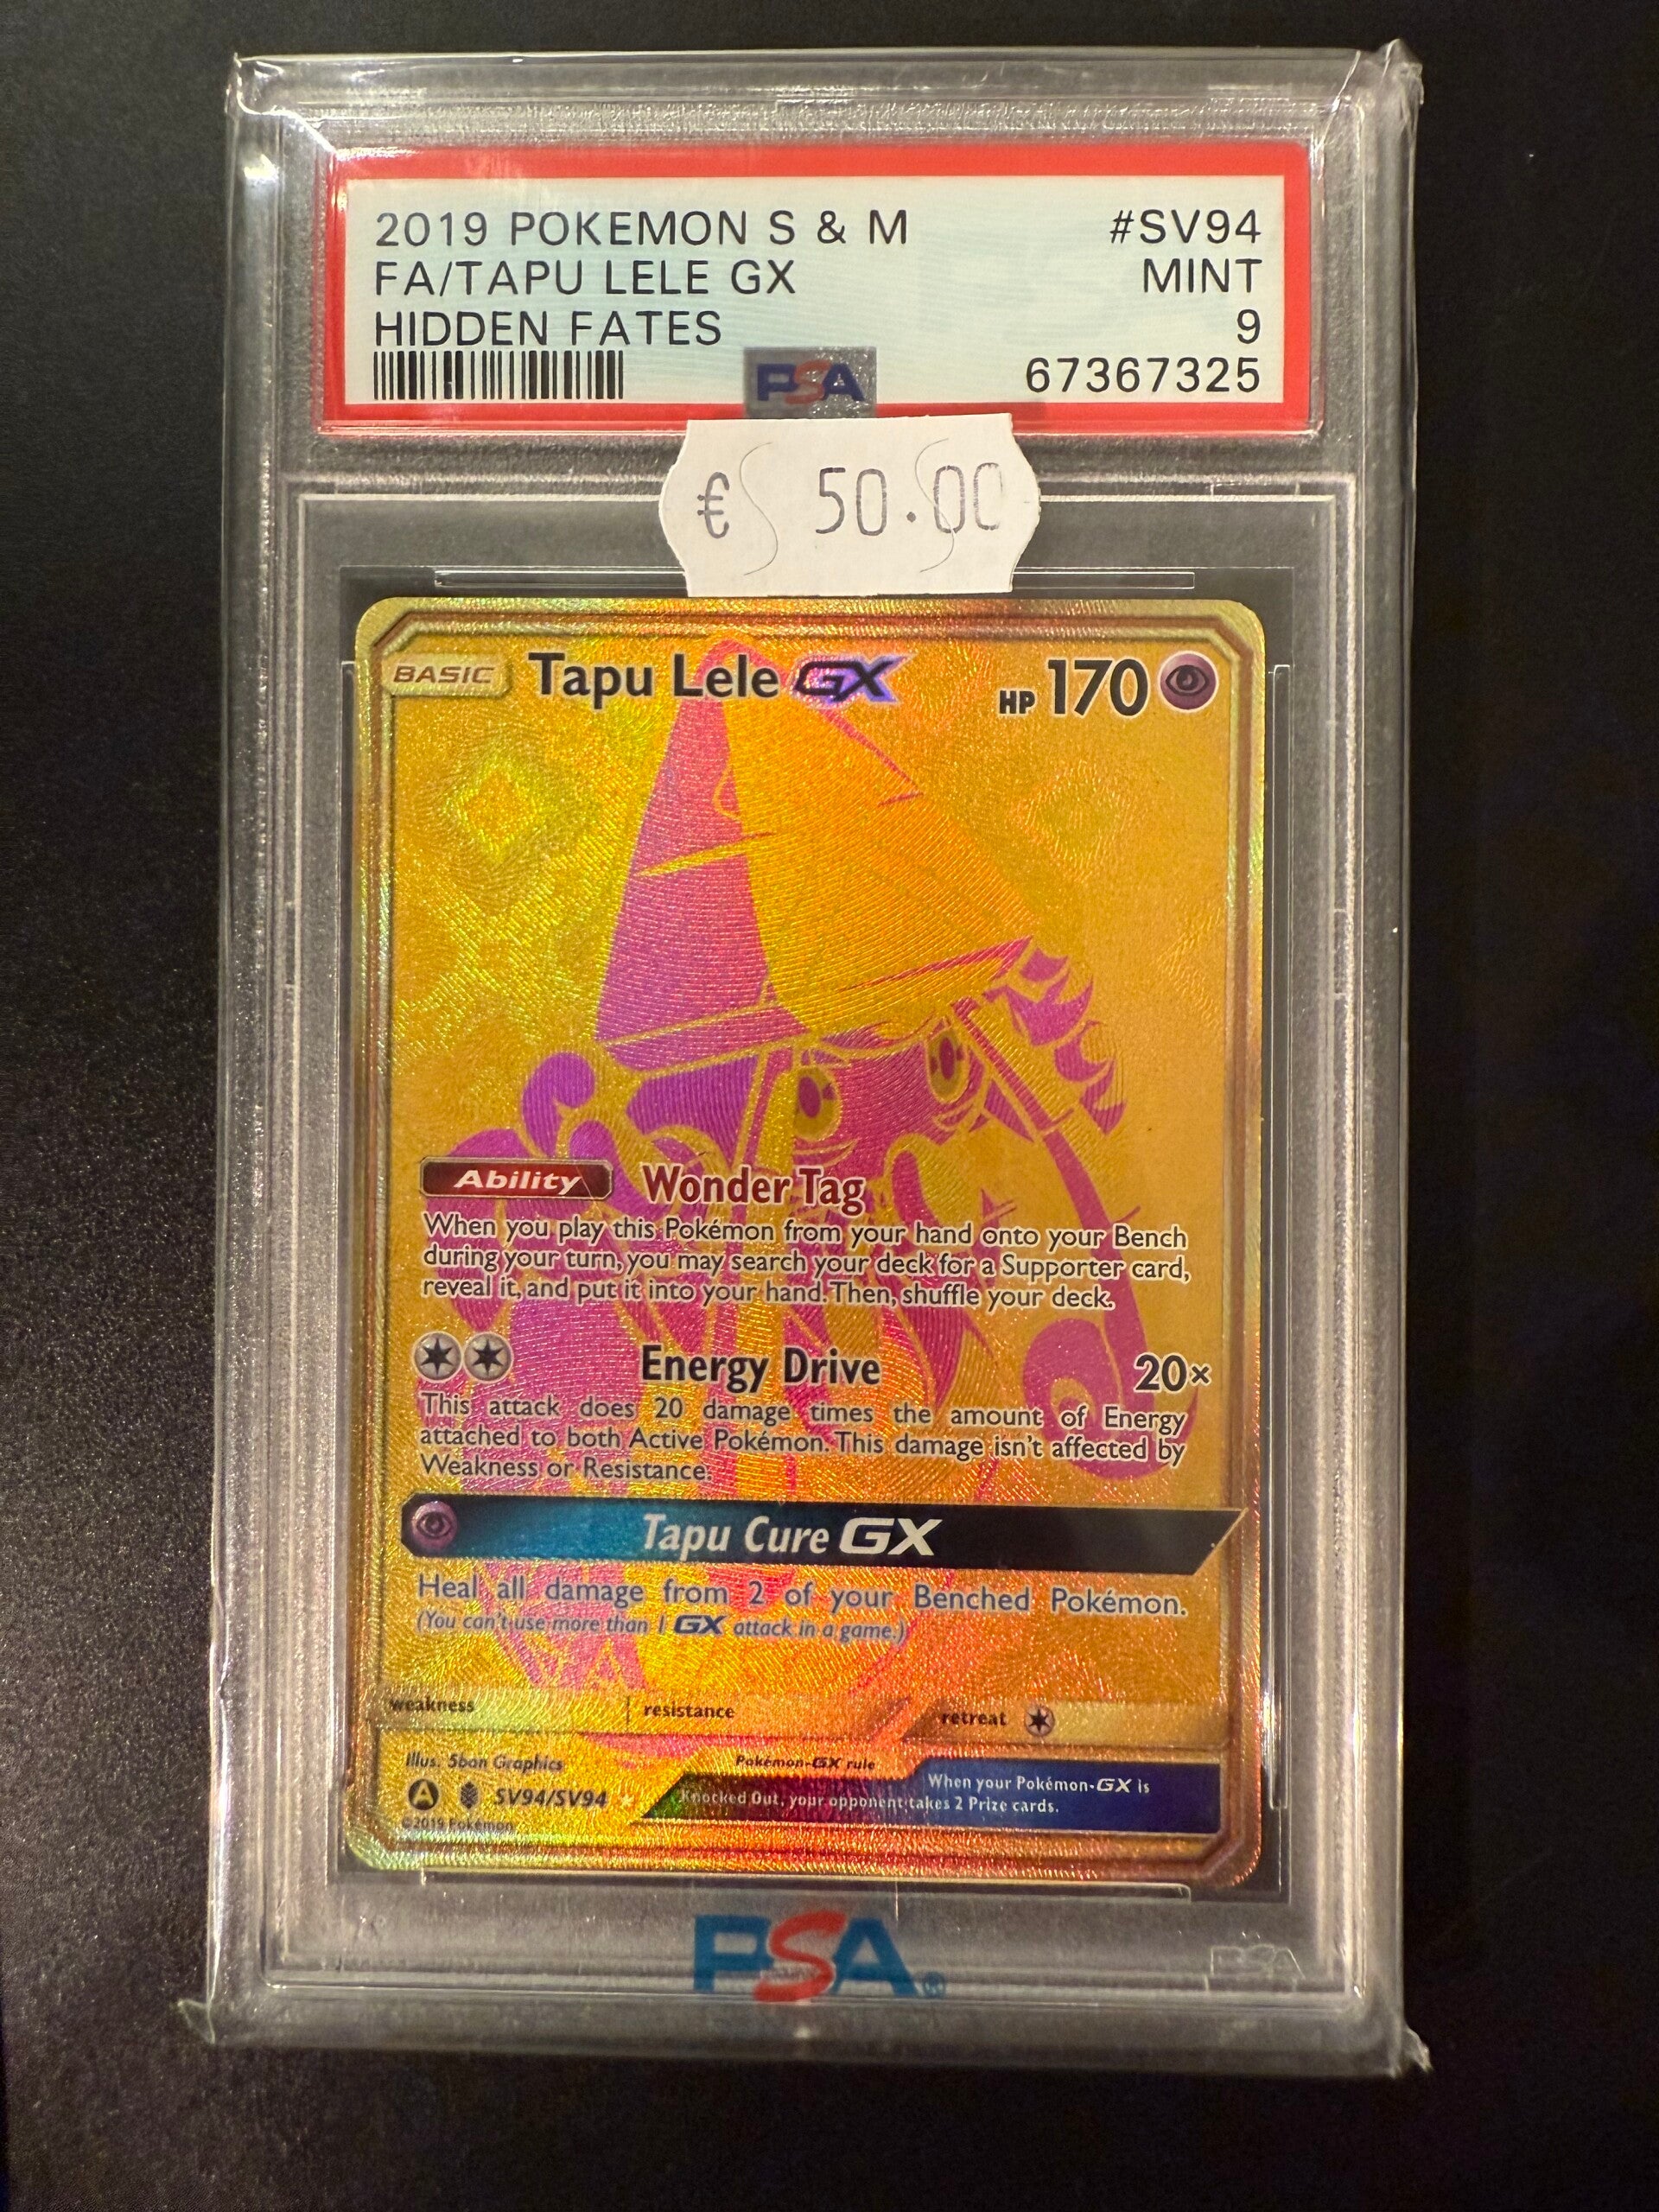 2019 POKEMON S & M #SV94
FA/TAPU LELE GX MINT
HIDDEN FATES 9
67367325
PSA
€ 50.00
BASIC Tapu Lele GX HP 170
Ability Wonder Tag
When you play this Pokémon from your hand onto your Bench
during your turn, you may search your deck for a Supporter card,
reveal it, and put it into your hand. Then, shuffle your deck.
Energy Drive 20×
This attack does 20 damage times the amount of Energy
attached to both Active Pokémon. This damage isn't affected by
Weakness or Resistance.
Tapu Cure GX
Heal all damage from 2 of your Benched Pokémon.
(You can't use more than 1 GX attack in a game.)
weakness resistance retreat
Illus. 5ban Graphics
A SV94/SV94
©2019 Pokémon
Pokémon-GX rule
When your Pokémon-GX is
Knocked Out, your opponent takes 2 Prize cards.
PSA®
PSA